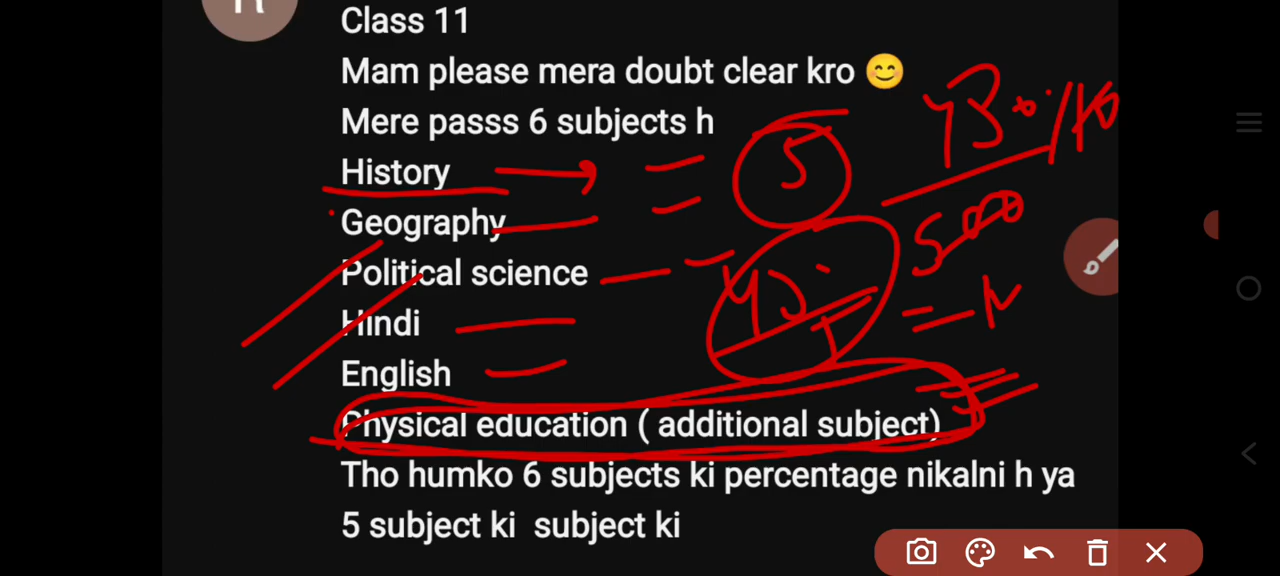 Class 11
Mam please mera doubt clear kro 😊
Mere passs 6 subjects h
History
Geography
Political science
Hindi
English
Physical education ( additional subject)
Tho humko 6 subjects ki percentage nikalni h ya
5 subject ki  subject ki
5